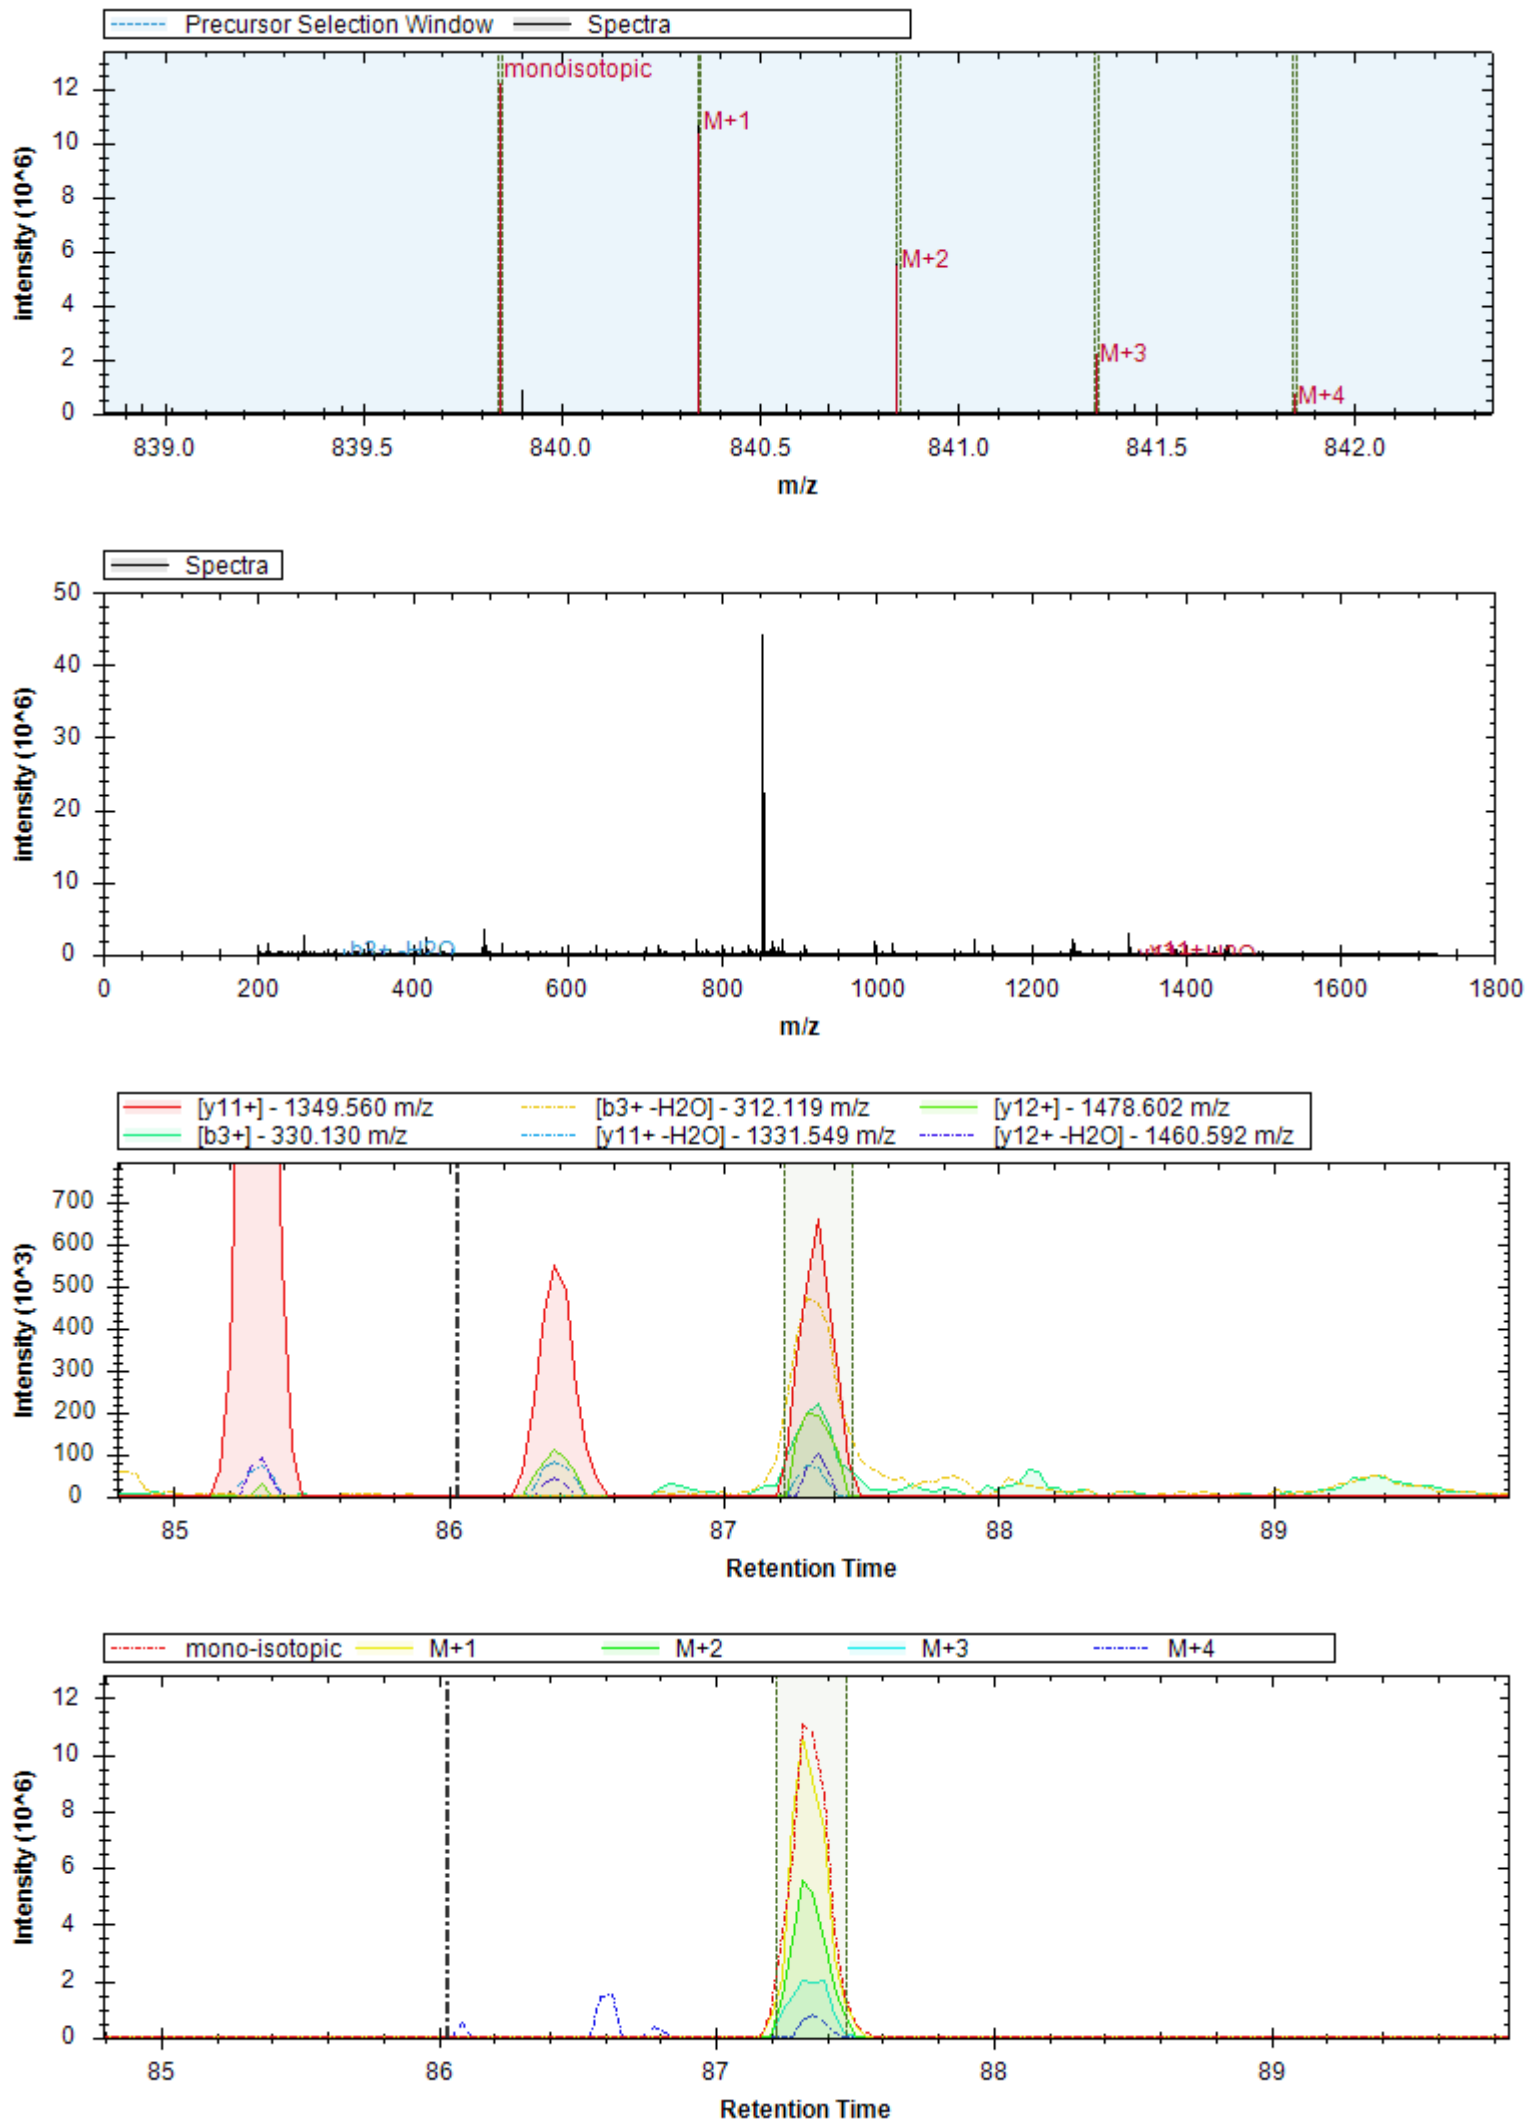 Precursor Selection Window Spectra
monoisotopic
M+1
M+2
M+3
M+4
12
10
8
6
4
2
0
intensity (10^6)
839.0 839.5 840.0 840.5 841.0 841.5 842.0
m/z
Spectra
50
40
30
20
10
0
intensity (10^6)
b3+ -H2O
0 200 400 600 800 1000 1200 1400 1600 1800
m/z
[y11+] - 1349.560 m/z [b3+ -H2O] - 312.119 m/z [y12+] - 1478.602 m/z
[b3+] - 330.130 m/z [y11+ -H2O] - 1331.549 m/z [y12+ -H2O] - 1460.592 m/z
700
600
500
400
300
200
100
0
Intensity (10^3)
85 86 87 88 89
Retention Time
mono-isotopic M+1 M+2 M+3 M+4
12
10
8
6
4
2
0
Intensity (10^6)
85 86 87 88 89
Retention Time